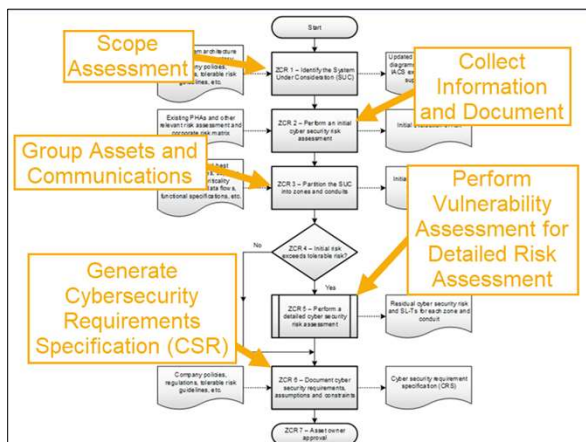 Start
Scope
Assessment
architecture
policies,
tolerable risk
guidelines, etc.
ZCR 1 – Identify the System
Under Consideration (SUC)
Updated
IACS
Collect
Information
and Document
Existing PHAs and other
relevant risk assessment and
corporate risk matrix
ZCR 2 – Perform an initial
cyber security risk
assessment
Initial
Group Assets and
Communications
best
flows,
functional specifications, etc.
ZCR 3 – Partition the SUC
into zones and conduits
Initial
Perform
Vulnerability
Assessment for
Detailed Risk
Assessment
No
ZCR 4 – Initial risk
exceeds tolerable risk?
Yes
Generate
Cybersecurity
Requirements
Specification (CSR)
ZCR 5 – Perform a
detailed cyber security
risk assessment
Residual cyber security risk
and SL-Ts for each zone and
conduit
Company policies,
regulations, tolerable risk
guidelines, etc.
ZCR 6 – Document cyber
security requirements,
assumptions and constraints
Cyber security requirement
specification (CRS)
ZCR 7 – Asset owner
approval